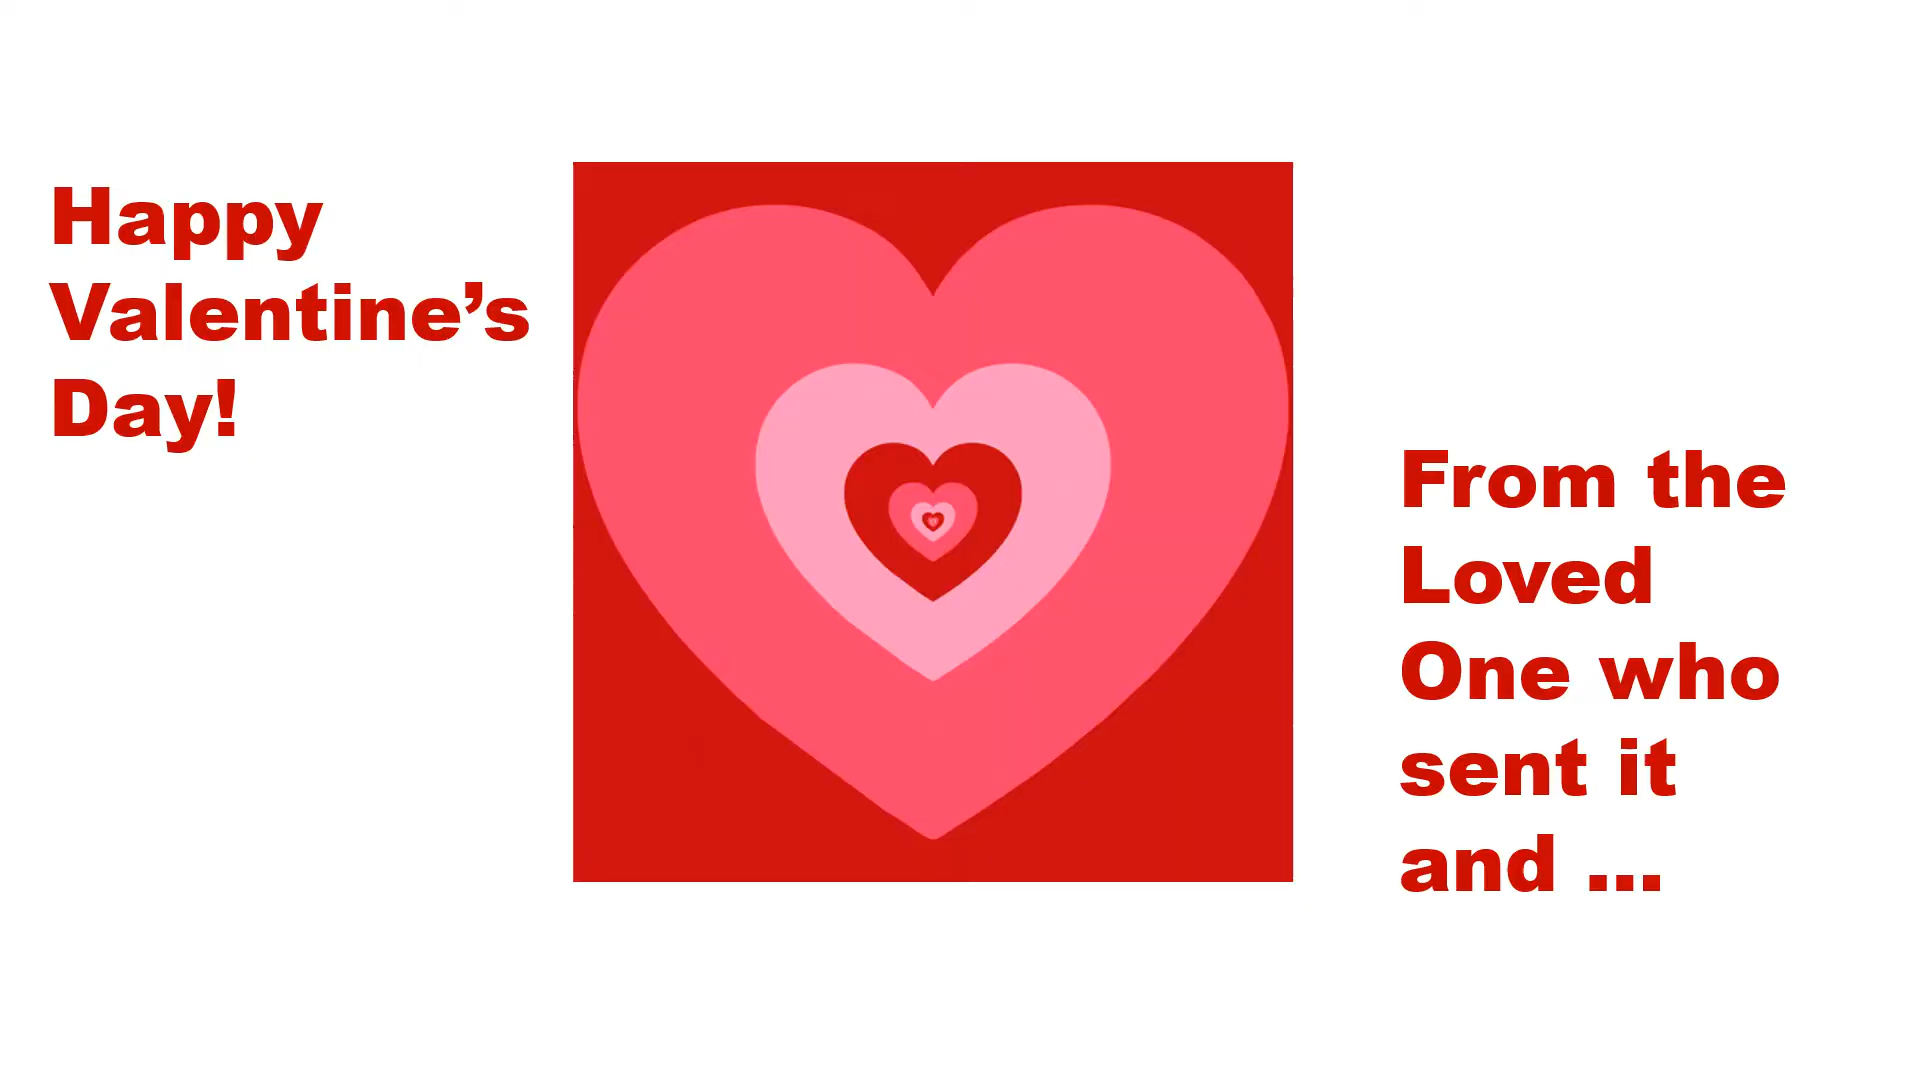 Happy
Valentine’s
Day!
From the
Loved
One who
sent it
and ...